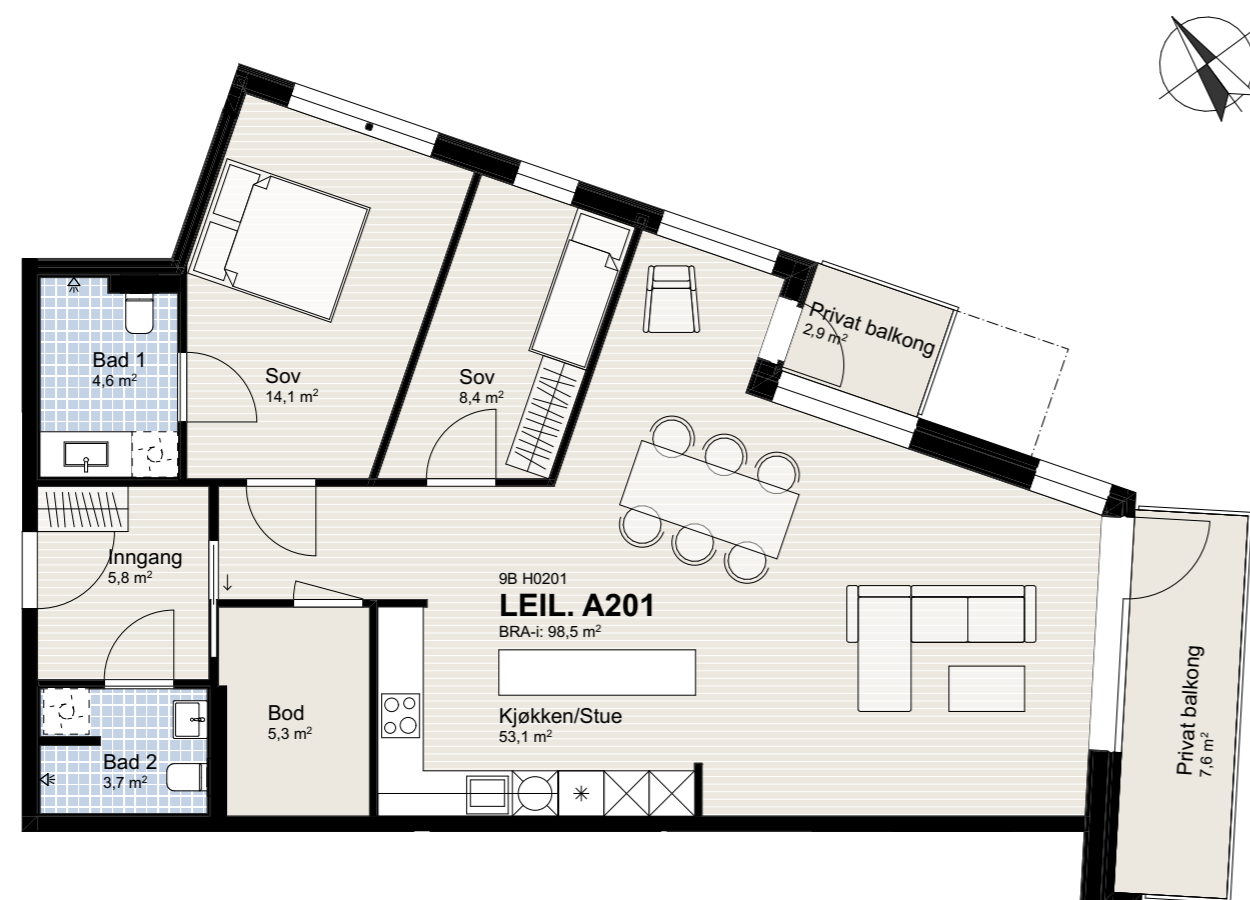 Privat balkong
2,9 m²
Bad 1
4,6 m²
Sov
14,1 m²
Sov
8,4 m²
Inngang
5,8 m²
9B H0201
LEIL. A201
BRA-i: 98,5 m²
Kjøkken/Stue
53,1 m²
Bod
5,3 m²
Bad 2
3,7 m²
Privat balkong
7,6 m²